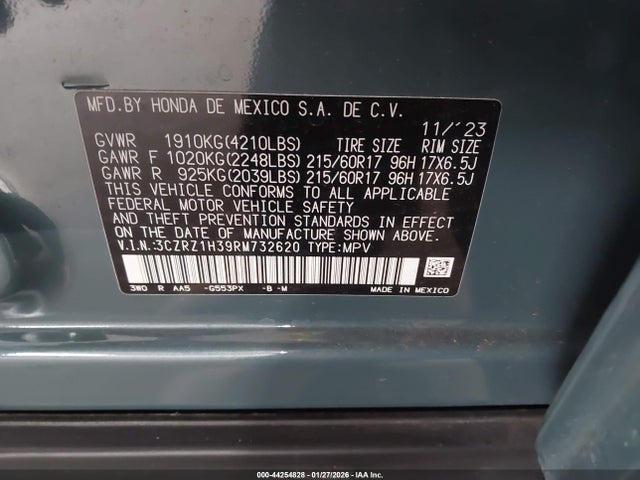 MFD.BY HONDA DE MEXICO S.A. DE C.V.
11/'23
GVWR 1910KG(4210LBS) TIRE SIZE RIM SIZE
GAWR F 1020KG(2248LBS) 215/60R17 96H 17X6.5J
GAWR R 925KG(2039LBS) 215/60R17 96H 17X6.5J
THIS VEHICLE CONFORMS TO ALL APPLICABLE
FEDERAL MOTOR VEHICLE SAFETY
AND THEFT PREVENTION STANDARDS IN EFFECT
ON THE DATE OF MANUFACTURE SHOWN ABOVE.
V.I.N.:3CZRZ1H39RM732620 TYPE:MPV
3WO R AA5 -G553PX -B -M MADE IN MEXICO
000-44254828 - 01/27/2026 - IAA Inc.